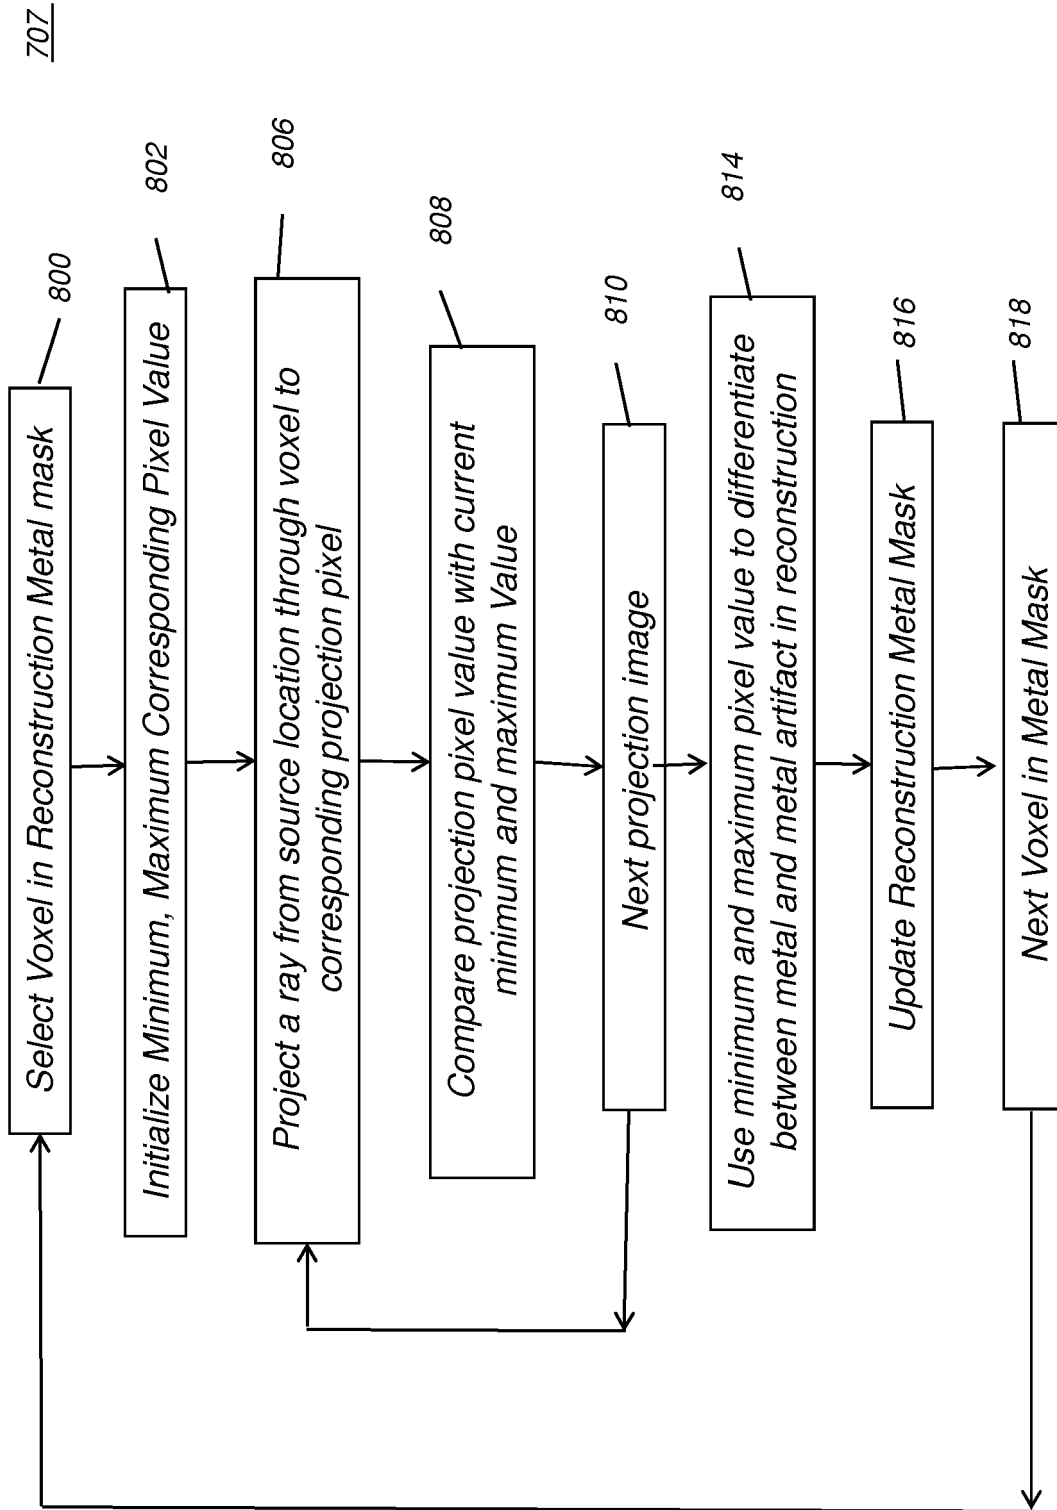 707
Select Voxel in Reconstruction Metal mask
800
Initialize Minimum, Maximum Corresponding Pixel Value
802
Project a ray from source location through voxel to
corresponding projection pixel
806
Compare projection pixel value with current
minimum and maximum Value
808
Next projection image
810
Use minimum and maximum pixel value to differentiate
between metal and metal artifact in reconstruction
814
Update Reconstruction Metal Mask
816
Next Voxel in Metal Mask
818